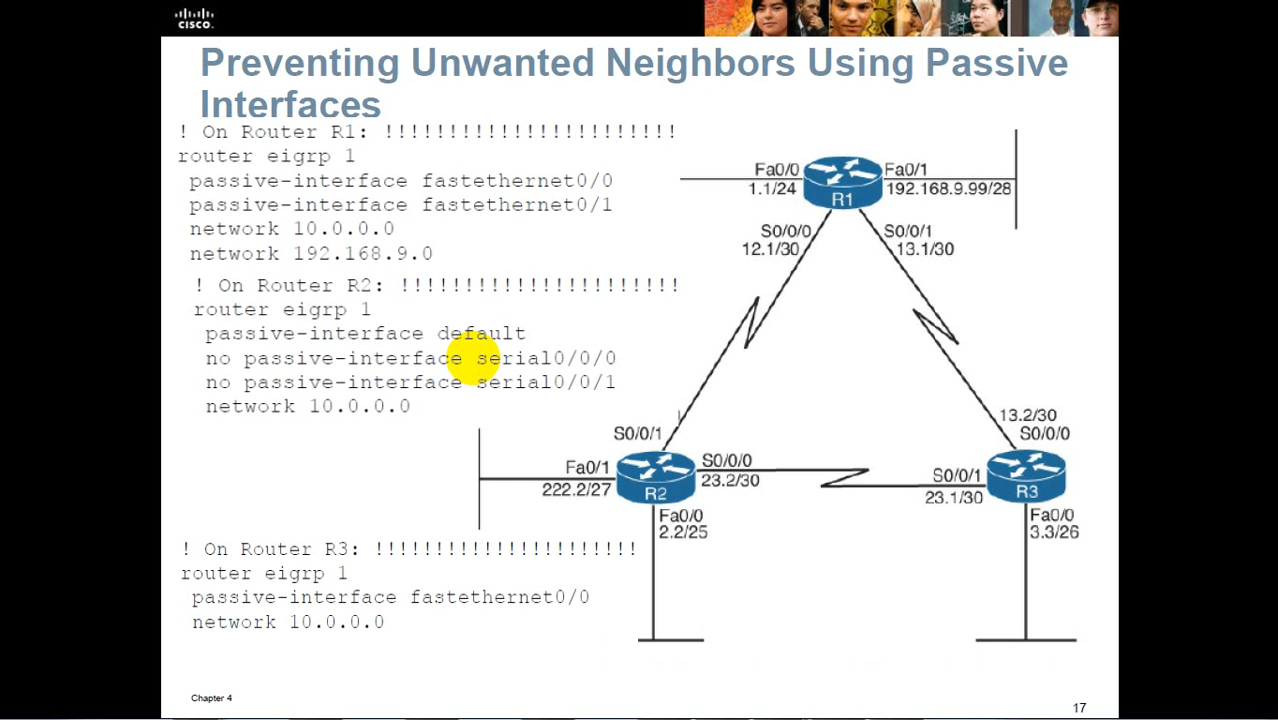 CISCO
Preventing Unwanted Neighbors Using Passive
Interfaces
! On Router R1: !!!!!!!!!!!!!!!!!!!!!!!
router eigrp 1
passive-interface fastethernet0/0
passive-interface fastethernet0/1
network 10.0.0.0
network 192.168.9.0
! On Router R2: !!!!!!!!!!!!!!!!!!!!!!
router eigrp 1
passive-interface default
no passive-interface serial0/0/0
no passive-interface serial0/0/1
network 10.0.0.0
! On Router R3: !!!!!!!!!!!!!!!!!!!!!!
router eigrp 1
passive-interface fastethernet0/0
network 10.0.0.0
Fa0/0
1.1/24
R1
Fa0/1
192.168.9.99/28
S0/0/0
12.1/30
S0/0/1
13.1/30
S0/0/1
Fa0/1
222.2/27
R2
S0/0/0
23.2/30
Fa0/0
2.2/25
13.2/30
S0/0/0
S0/0/1
23.1/30
R3
Fa0/0
3.3/26
Chapter 4
17